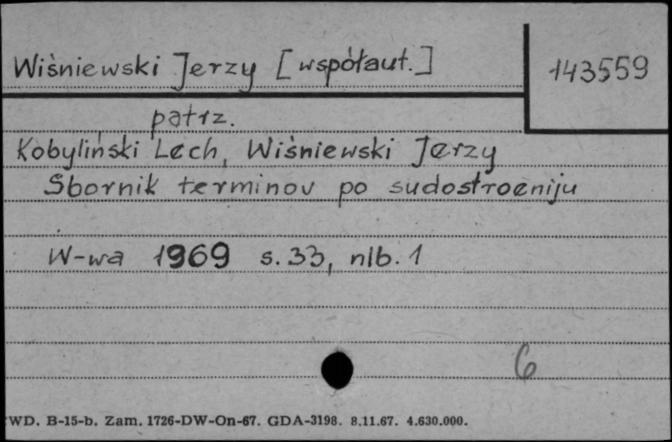 Wiśniewski Jerzy [współaut.]
143559
patrz.
Kobyliński Lech, Wiśniewski Jerzy
Sbornik terminov po sudostroeniju
W-wa 1969 s. 33, nlb. 1
6
WD. B-15-b. Zam. 1726-DW-On-67. GDA-3198. 8.11.67. 4.630.000.